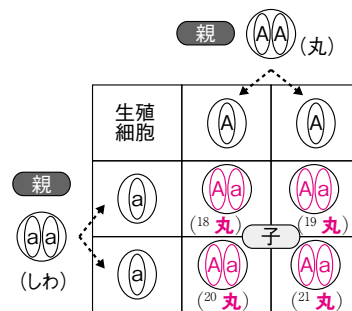 親 AA (丸)
生殖
細胞 A A
親
aa
(しわ)
a Aa Aa
(18 丸) (19 丸)
子
a Aa Aa
(20 丸) (21 丸)